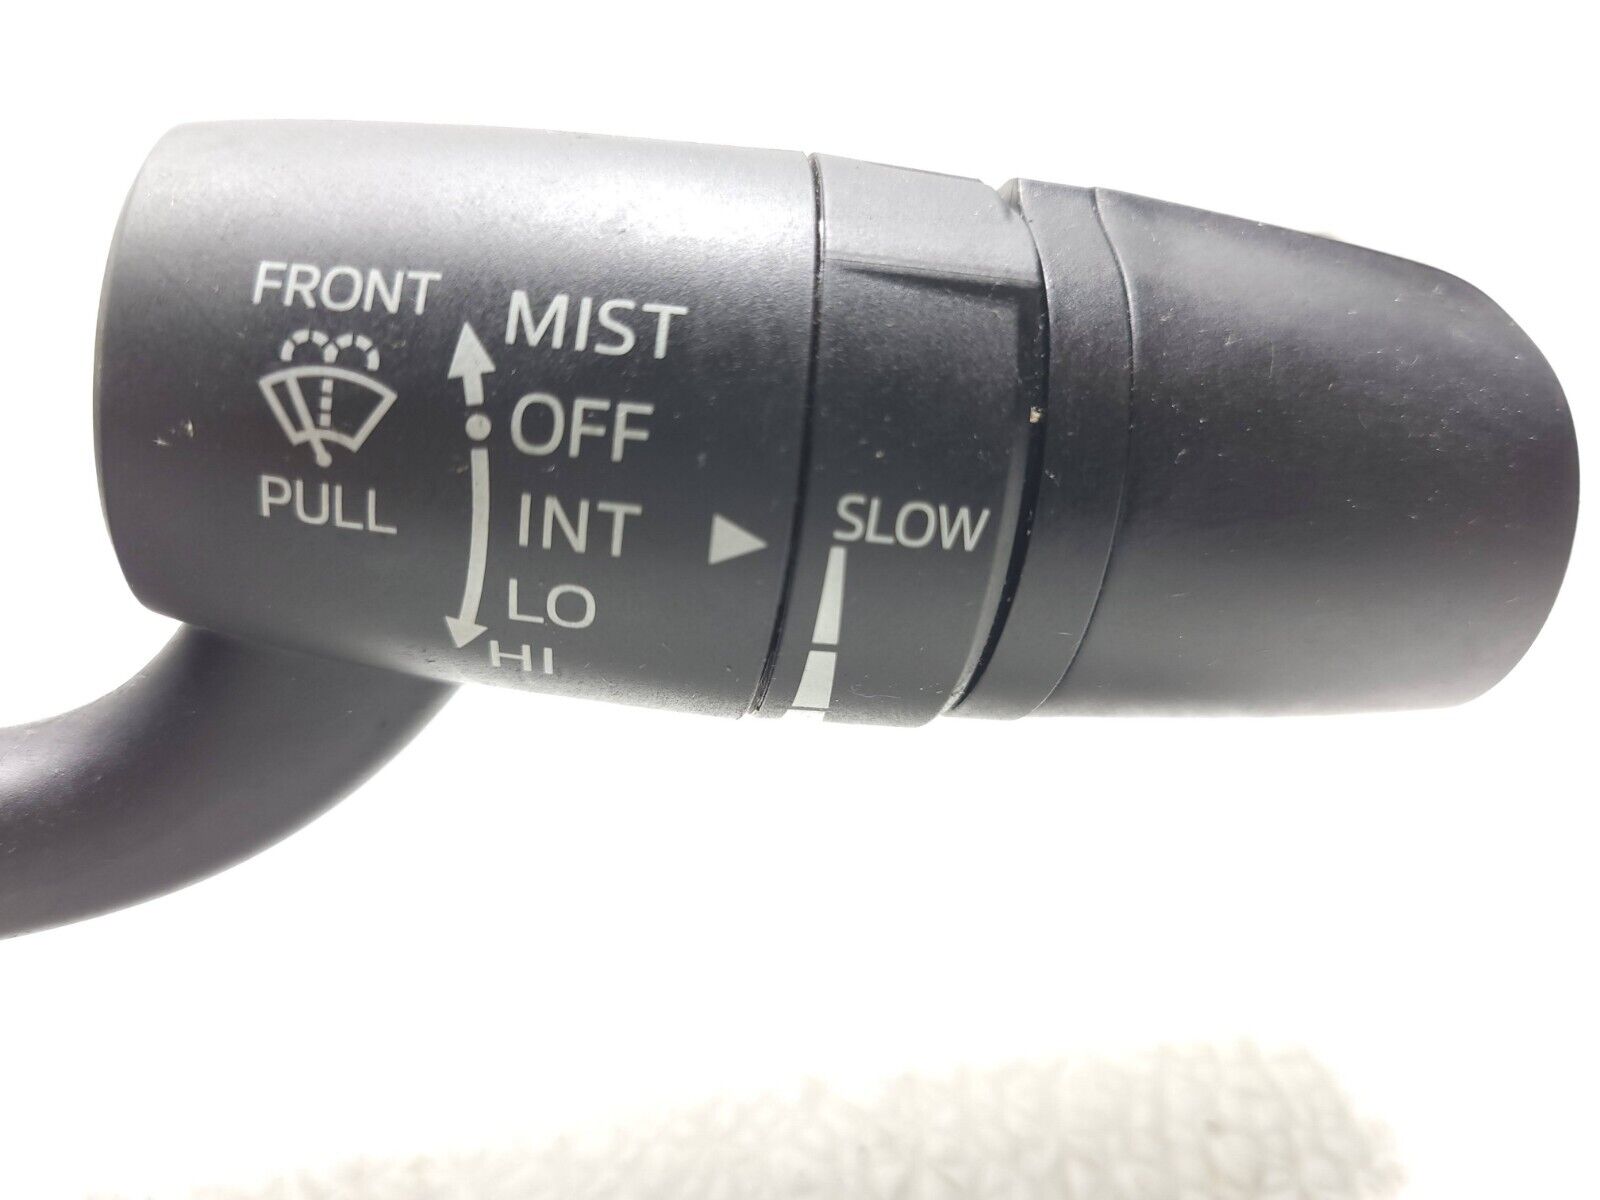 FRONT
PULL
MIST
OFF
INT
LO
HI
SLOW